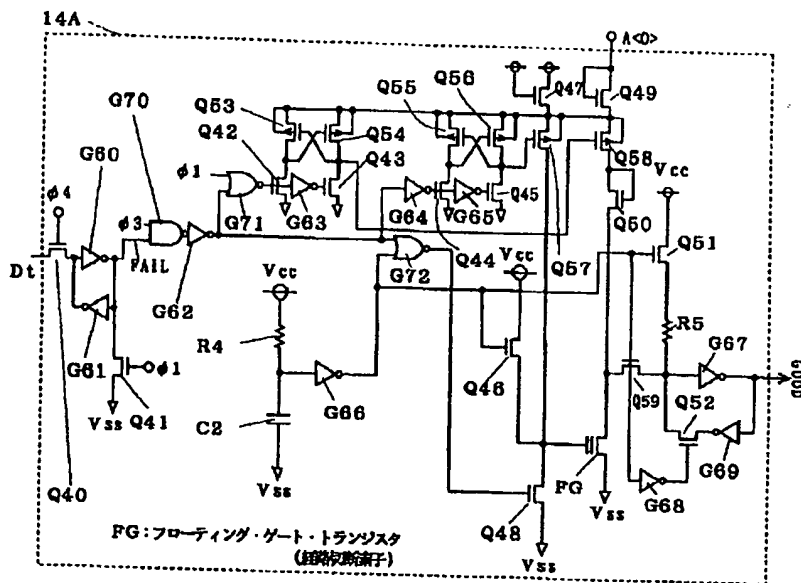 14A
A<0>
Q47
Q49
Q56
Q55
Q53
G70
Q42
Q54
Q58
G60
Q43
Vcc
φ4
φ1
φ3
G71
G63
G64
G65
Q45
Q50
Q51
Dt
FAIL
G62
G72
Vcc
Q44
Q57
Vcc
R5
G67
G61
φ1
R4
Q46
Q59
GOOD
Vss
Q41
G66
Q52
C2
FG
G69
Q40
Vss
Vss
G68
Q48
FG:フローティング・ゲート・トランジスタ
Vss